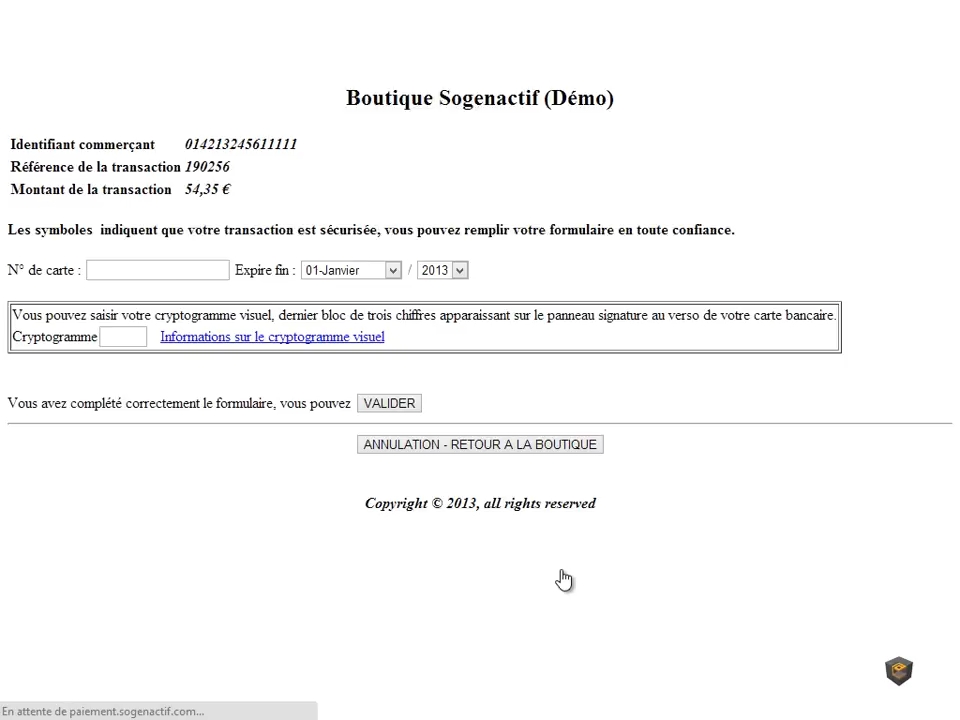 Boutique Sogenactif (Démo)
Identifiant commerçant 014213245611111
Référence de la transaction 190256
Montant de la transaction 54,35 €
Les symboles indiquent que votre transaction est sécurisée, vous pouvez remplir votre formulaire en toute confiance.
N° de carte : Expire fin : 01-Janvier / 2013
Vous pouvez saisir votre cryptogramme visuel, dernier bloc de trois chiffres apparaissant sur le panneau signature au verso de votre carte bancaire.
Cryptogramme Informations sur le cryptogramme visuel
Vous avez complété correctement le formulaire, vous pouvez VALIDER
ANNULATION - RETOUR A LA BOUTIQUE
Copyright © 2013, all rights reserved
En attente de paiement.sogenactif.com...